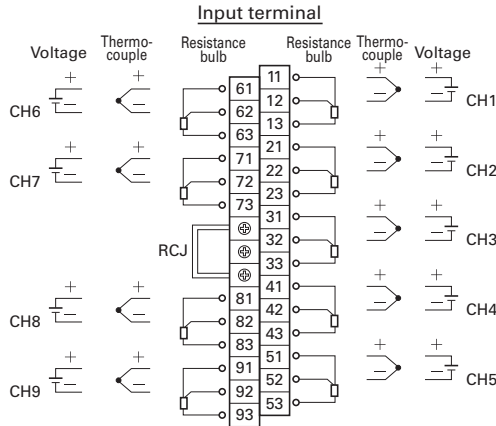 Input terminal
Voltage Thermo-couple Resistance bulb Resistance bulb Thermo-couple Voltage
+ + + +
− − − −
CH6 61 11 CH1
62 12
63 13
CH7 71 21 CH2
72 22
73 23
RCJ 31 CH3
32
33
CH8 81 41 CH4
82 42
83 43
CH9 91 51 CH5
92 52
93 53